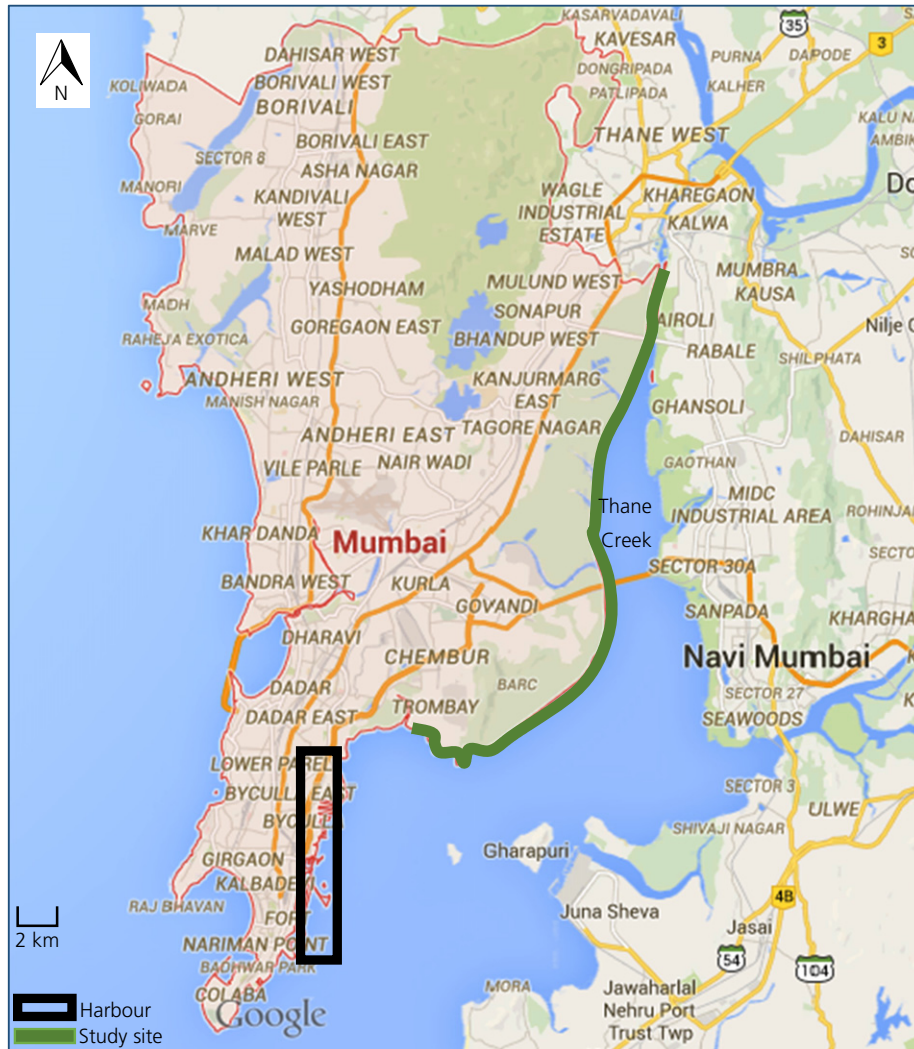 KASARVADAVALI
KAVESAR
35
3
DAHISAR WEST
DONGRIPADA
PURNA
DAPODE
KOLIWADA
BORIVALI WEST
PATLIPADA
KALHER
GORAI
BORIVALI
N
THANE WEST
KALU NA
AMBIK
BORIVALI EAST
SECTOR 8
ASHA NAGAR
MANORI
KANDIVALI
WEST
WAGLE
INDUSTRIAL
ESTATE
KHAREGAON
KALWA
Do
MARVE
MALAD WEST
MUMBRA
KAUSA
YASHODHAM
MULUND WEST
MADH
SONAPUR
RAHEJA EXOTICA
GOREGAON EAST
BHANDUP WEST
AIROLI
RABALE
Nilje
SHILPHATA
ANDHERI WEST
MANISH NAGAR
KANJURMARG
EAST
GHANSOLI
ANDHERI EAST
TAGORE NAGAR
DAHISAR
VILE PARLE
NAIR WADI
GAOTHAN
Thane
Creek
MIDC
INDUSTRIAL AREA
ROHINJA
KHAR DANDA
Mumbai
SECTO
BANDRA WEST
KURLA
SECTOR 30A
GOVANDI
SANPADA
KHARGHA
DHARAVI
CHEMBUR
Navi Mumbai
DADAR
BARC
SECTOR 27
TROMBAY
DADAR EAST
SEAWOODS
K
LOWER PAREL
SECTOR 3
BYCULLA EAST
ULWE
BYCULLA
SHIVAJI NAGAR
GIRGAON
Gharapuri
KALBADEVI
4B
RAJ BHAVAN
FORT
Juna Sheva
Jasai
2 km
NARIMAN POINT
54
104
BADHWAR PARK
MORA
Jawaharlal
Nehru Port
Trust Twp
COLABA
Google
Harbour
Study site